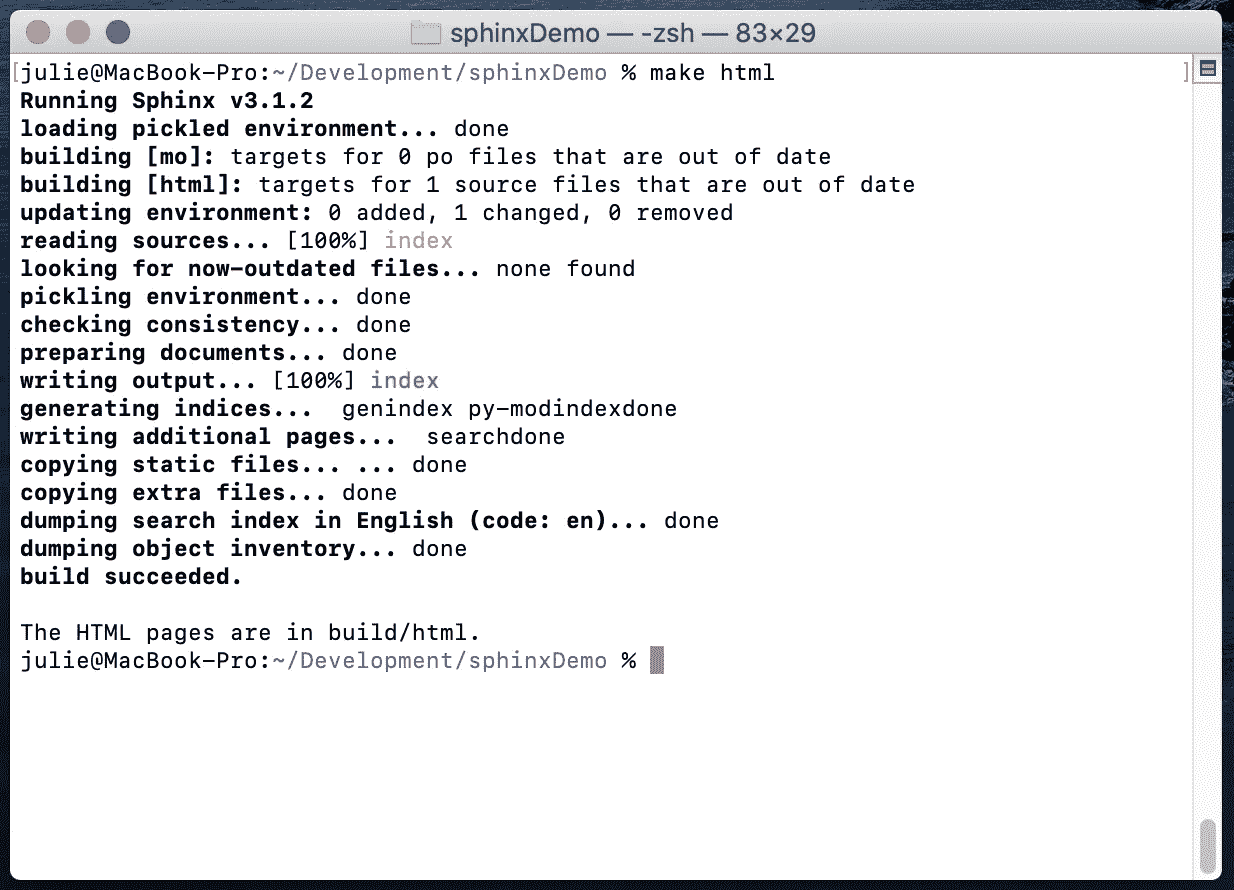 sphinxDemo — -zsh — 83×29
[julie@MacBook-Pro:~/Development/sphinxDemo % make html ]
Running Sphinx v3.1.2
loading pickled environment... done
building [mo]: targets for 0 po files that are out of date
building [html]: targets for 1 source files that are out of date
updating environment: 0 added, 1 changed, 0 removed
reading sources... [100%] index
looking for now-outdated files... none found
pickling environment... done
checking consistency... done
preparing documents... done
writing output... [100%] index
generating indices...  genindex py-modindexdone
writing additional pages...  searchdone
copying static files... ... done
copying extra files... done
dumping search index in English (code: en)... done
dumping object inventory... done
build succeeded.

The HTML pages are in build/html.
julie@MacBook-Pro:~/Development/sphinxDemo %